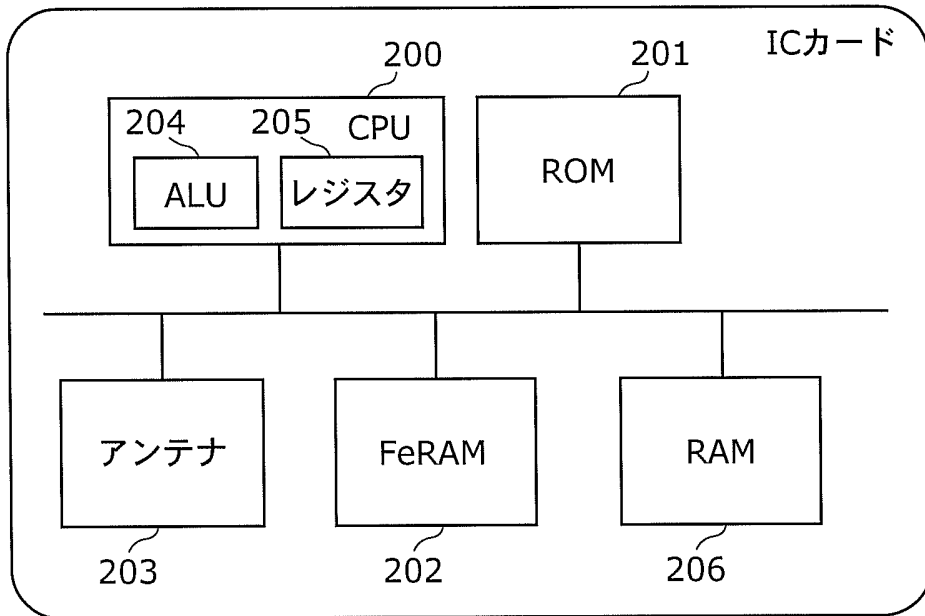 ICカード
200
201
204
205
CPU
ALU
レジスタ
ROM
アンテナ
FeRAM
RAM
203
202
206